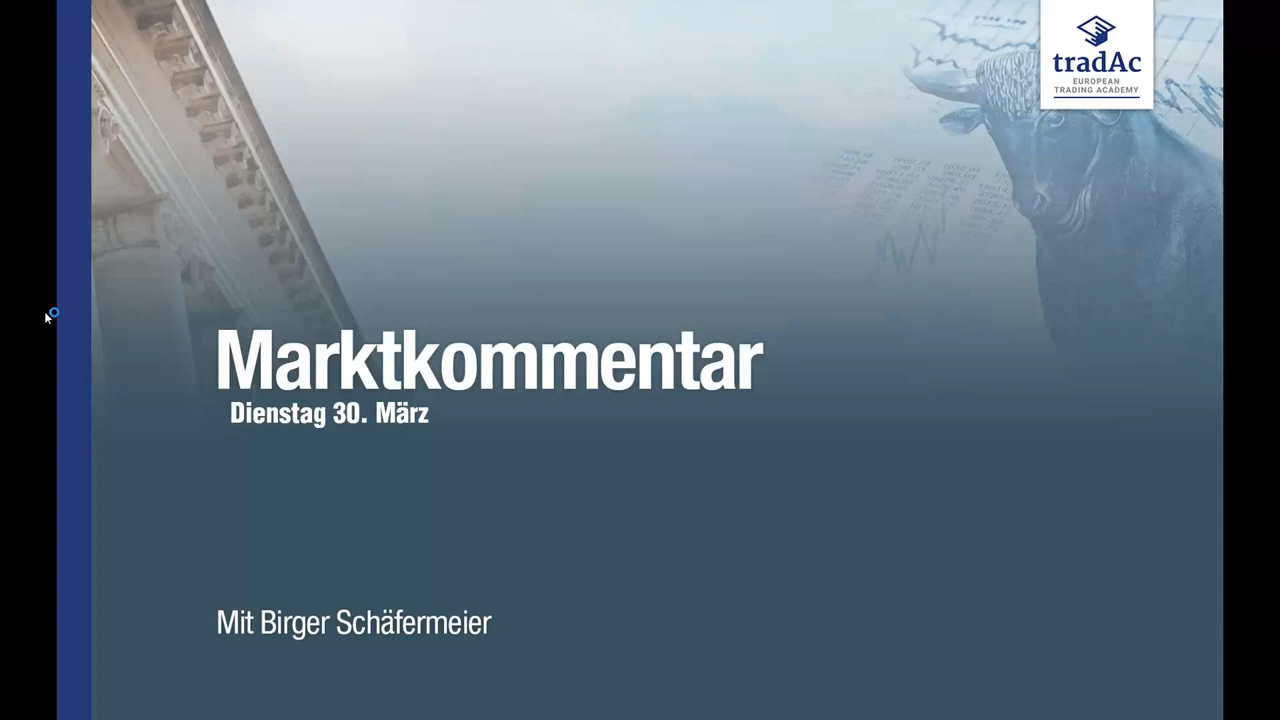 tradAc
EUROPEAN
TRADING ACADEMY
Marktkommentar
Dienstag 30. März
Mit Birger Schäfermeier